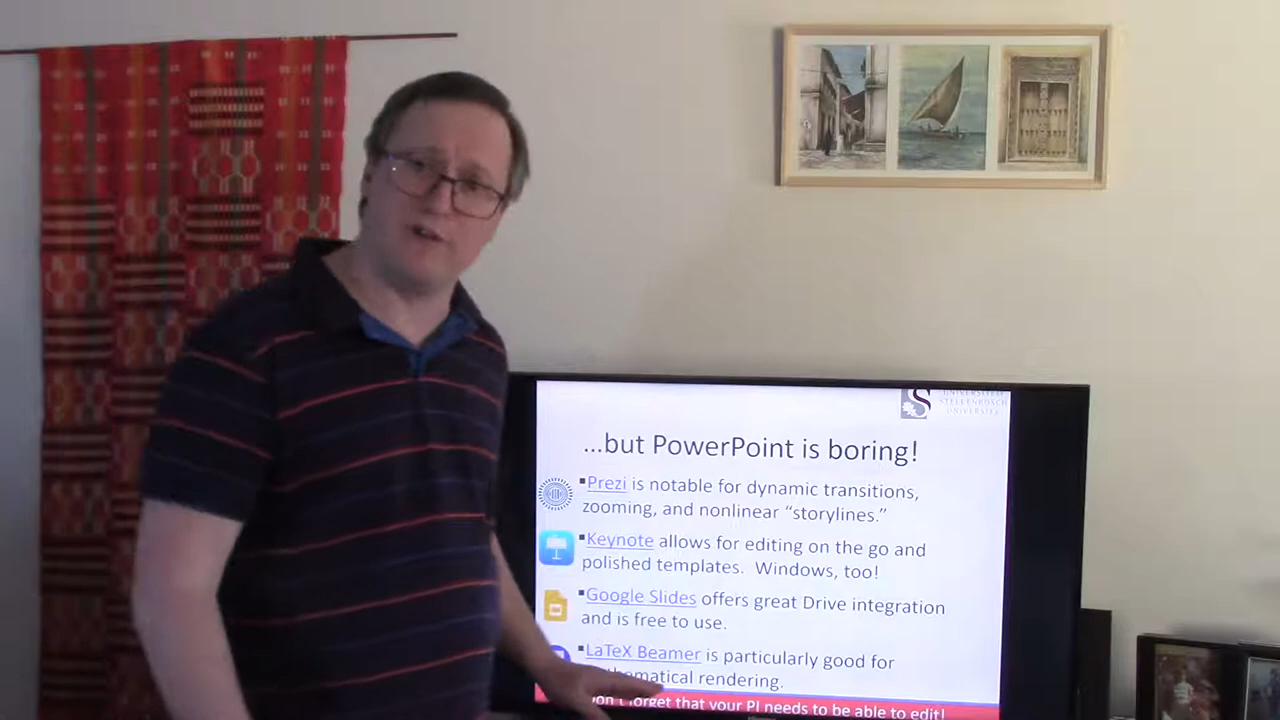 UNIVERSITEIT
STELLENBOSCH
UNIVERSITY
...but PowerPoint is boring!
▪Prezi is notable for dynamic transitions,
zooming, and nonlinear “storylines.”
▪Keynote allows for editing on the go and
polished templates. Windows, too!
▪Google Slides offers great Drive integration
and is free to use.
▪LaTeX Beamer is particularly good for
rendering.
forget that your PI needs to be able to edit!